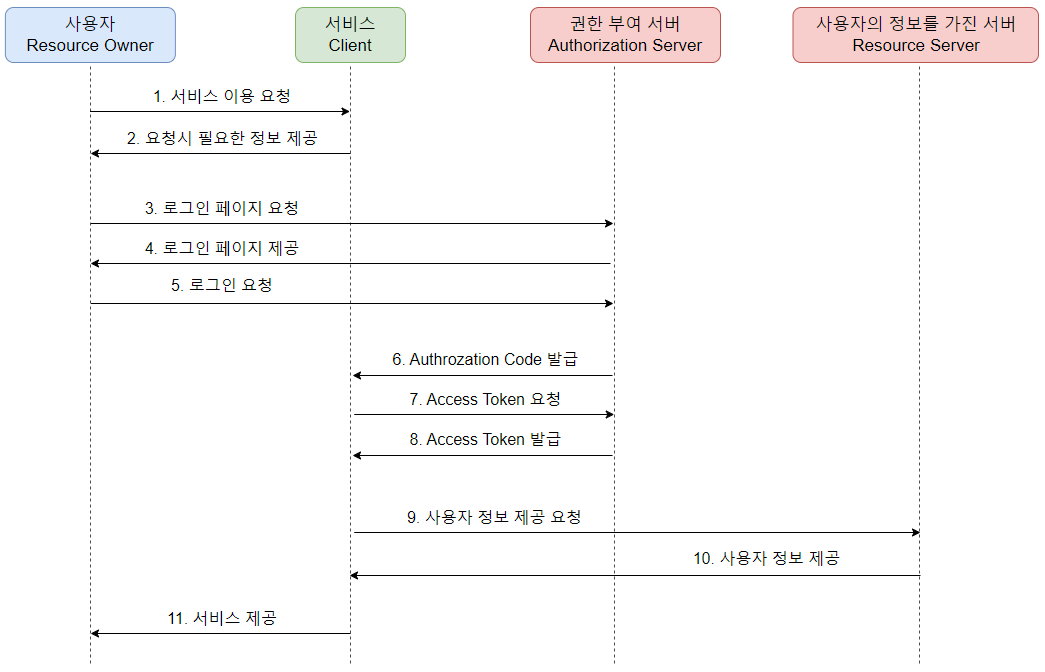 사용자
Resource Owner
서비스
Client
권한 부여 서버
Authorization Server
사용자의 정보를 가진 서버
Resource Server
1. 서비스 이용 요청
2. 요청시 필요한 정보 제공
3. 로그인 페이지 요청
4. 로그인 페이지 제공
5. 로그인 요청
6. Authrozation Code 발급
7. Access Token 요청
8. Access Token 발급
9. 사용자 정보 제공 요청
10. 사용자 정보 제공
11. 서비스 제공